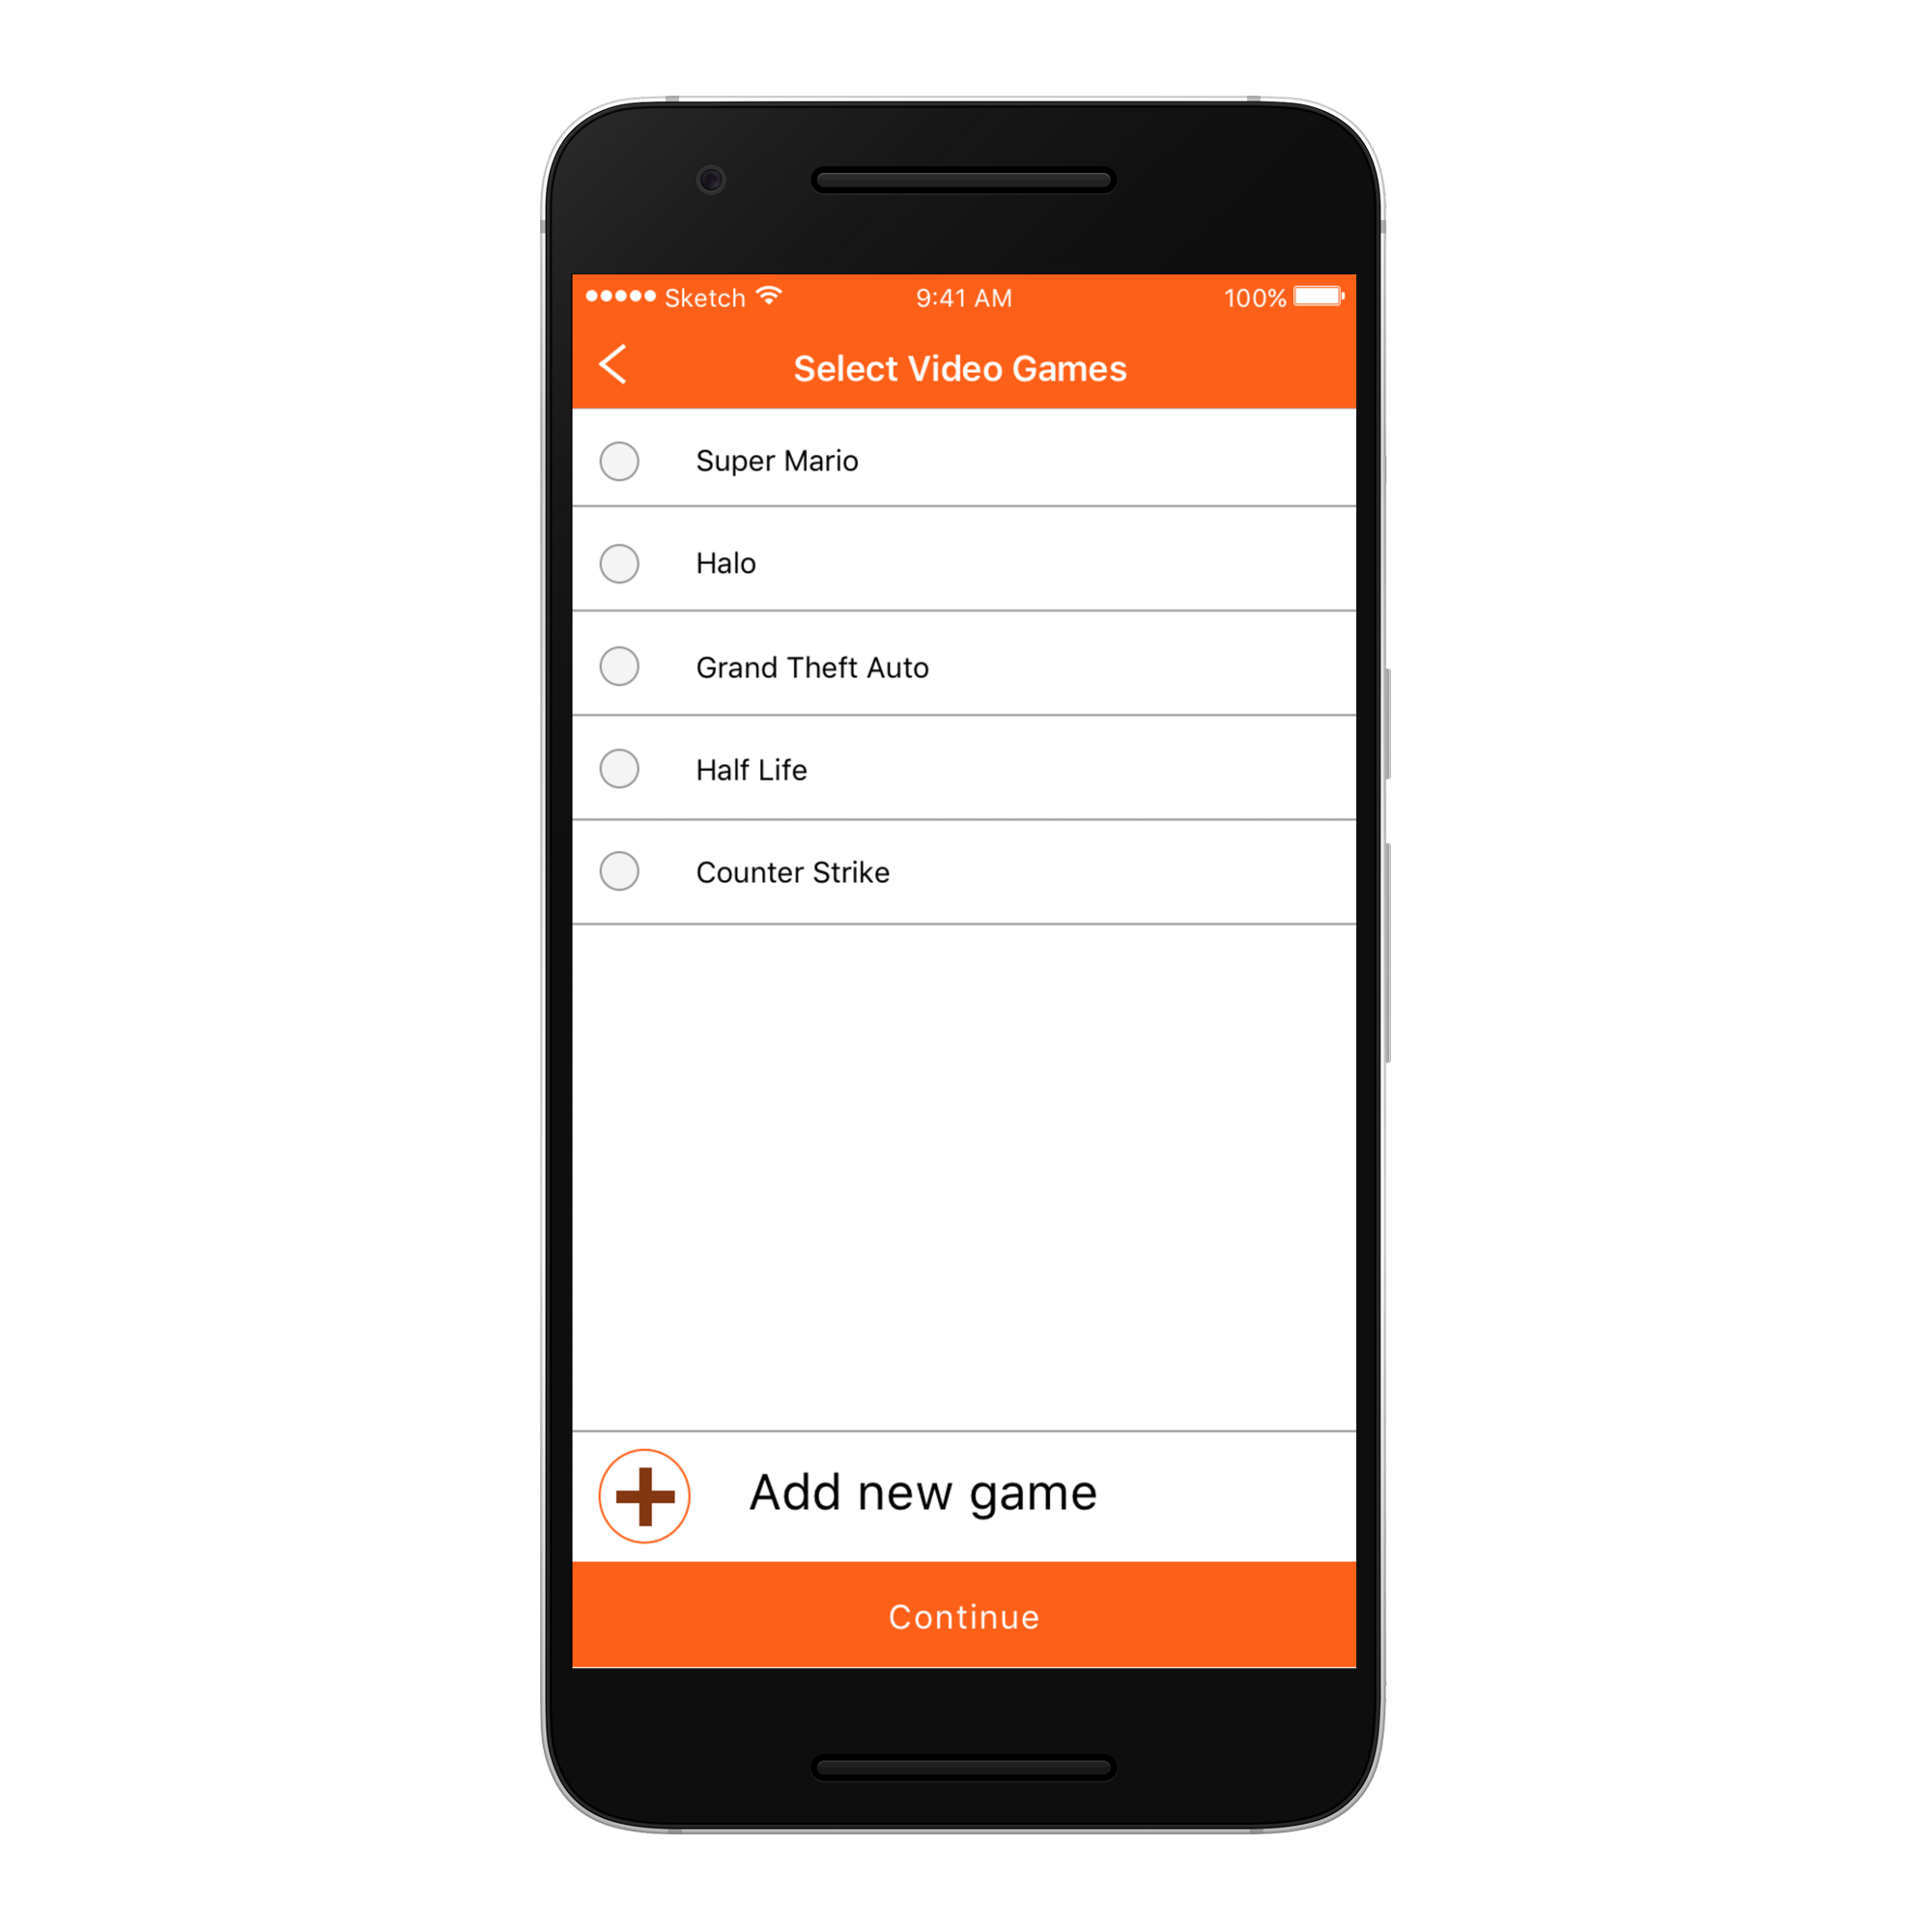 Sketch 9:41 AM 100%
Select Video Games
Super Mario
Halo
Grand Theft Auto
Half Life
Counter Strike
Add new game
Continue